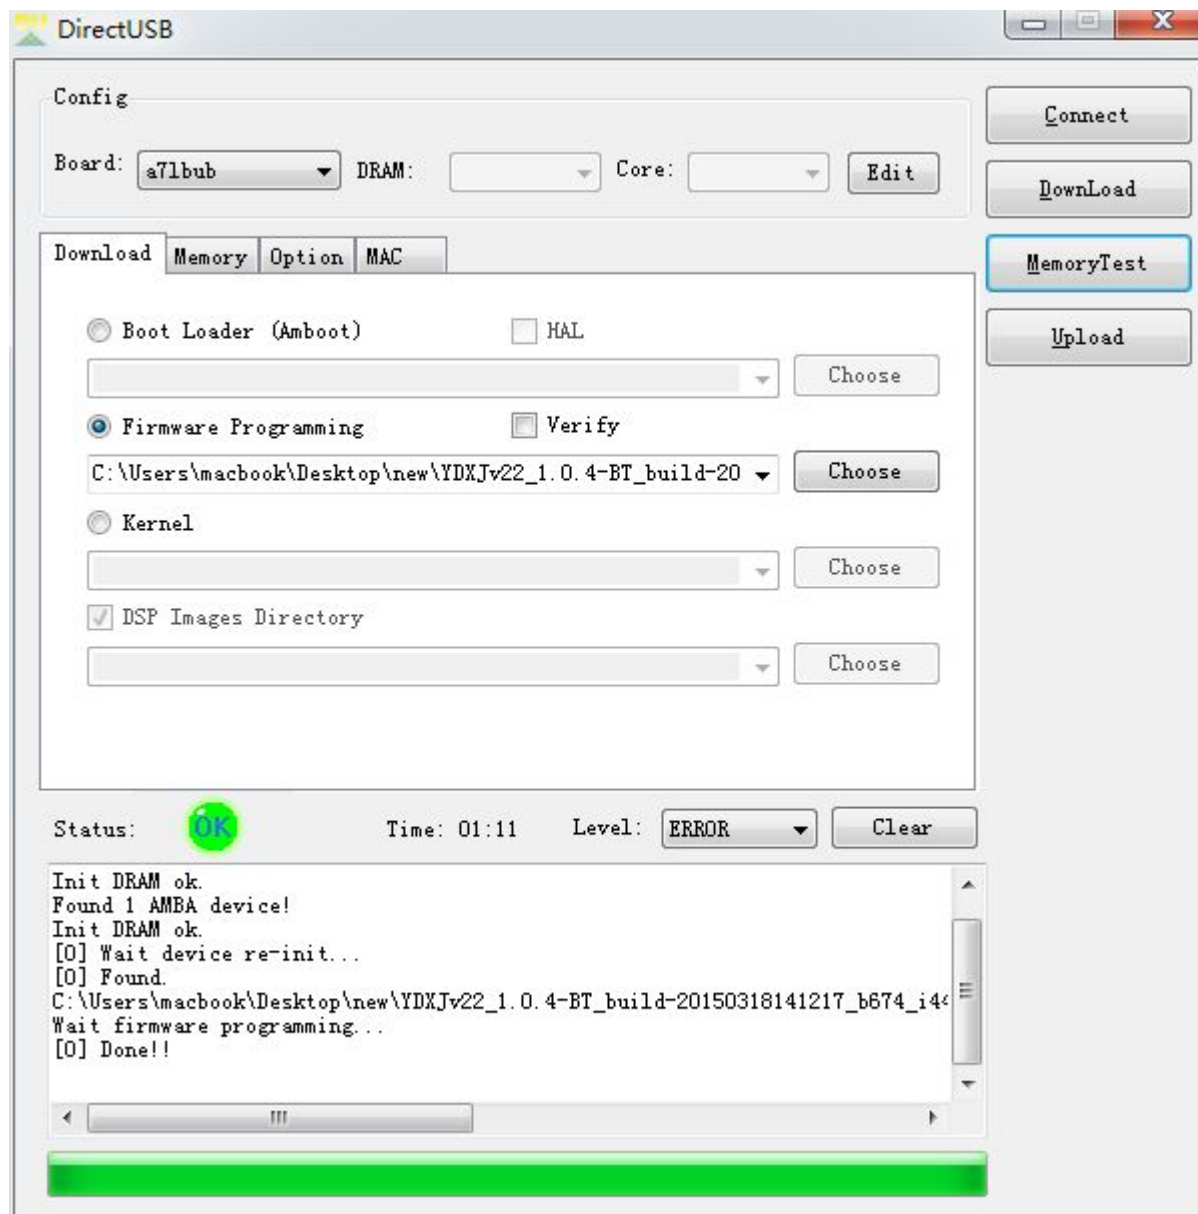 DirectUSB
Config
Connect
Board: a7lbub DRAM: Core: Edit
DownLoad
Download Memory Option MAC
MemoryTest
Boot Loader (Amboot) HAL
Upload
Choose
Firmware Programming Verify
C:\Users\macbook\Desktop\new\YDXJv22_1.0.4-BT_build-20 Choose
Kernel
Choose
DSP Images Directory
Choose
Status: OK Time: 01:11 Level: ERROR Clear
Init DRAM ok.
Found 1 AMBA device!
Init DRAM ok.
[0] Wait device re-init...
[0] Found.
C:\Users\macbook\Desktop\new\YDXJv22_1.0.4-BT_build-20150318141217_b674_i44
Wait firmware programming...
[0] Done!!